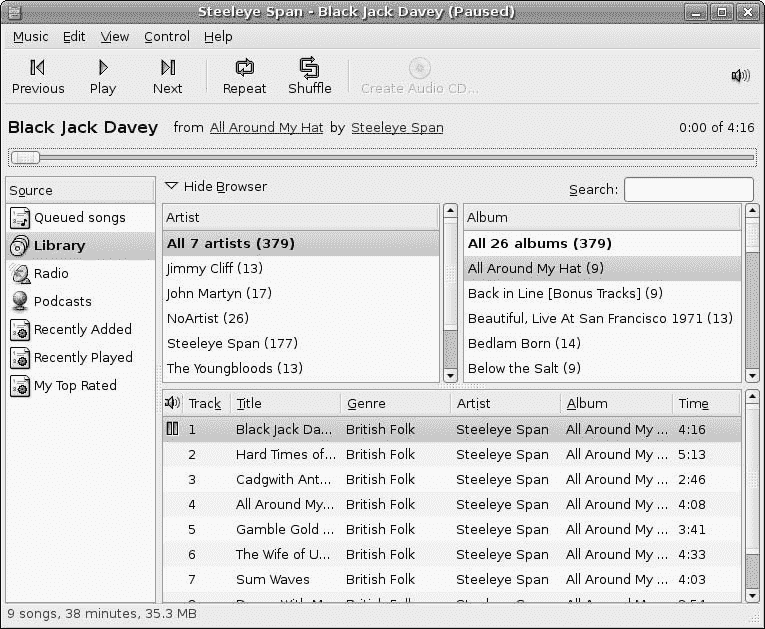 Steeleye Span - Black Jack Davey (Paused)
Music Edit View Control Help
Previous Play Next Repeat Shuffle Create Audio CD...
Black Jack Davey from All Around My Hat by Steeleye Span 0:00 of 4:16
Source
Queued songs
Library
Radio
Podcasts
Recently Added
Recently Played
My Top Rated
Hide Browser
Search:
Artist
All 7 artists (379)
Jimmy Cliff (13)
John Martyn (17)
NoArtist (26)
Steeleye Span (177)
The Youngbloods (13)
Album
All 26 albums (379)
All Around My Hat (9)
Back in Line [Bonus Tracks] (9)
Beautiful, Live At San Francisco 1971 (13)
Bedlam Born (14)
Below the Salt (9)
Track Title Genre Artist Album Time
1 Black Jack Da... British Folk Steeleye Span All Around My ... 4:16
2 Hard Times of... British Folk Steeleye Span All Around My ... 5:13
3 Cadgwith Ant... British Folk Steeleye Span All Around My ... 2:46
4 All Around My... British Folk Steeleye Span All Around My ... 4:08
5 Gamble Gold ... British Folk Steeleye Span All Around My ... 3:41
6 The Wife of U... British Folk Steeleye Span All Around My ... 4:33
7 Sum Waves British Folk Steeleye Span All Around My ... 4:03
British Folk Steeleye Span All Around My ...
9 songs, 38 minutes, 35.3 MB